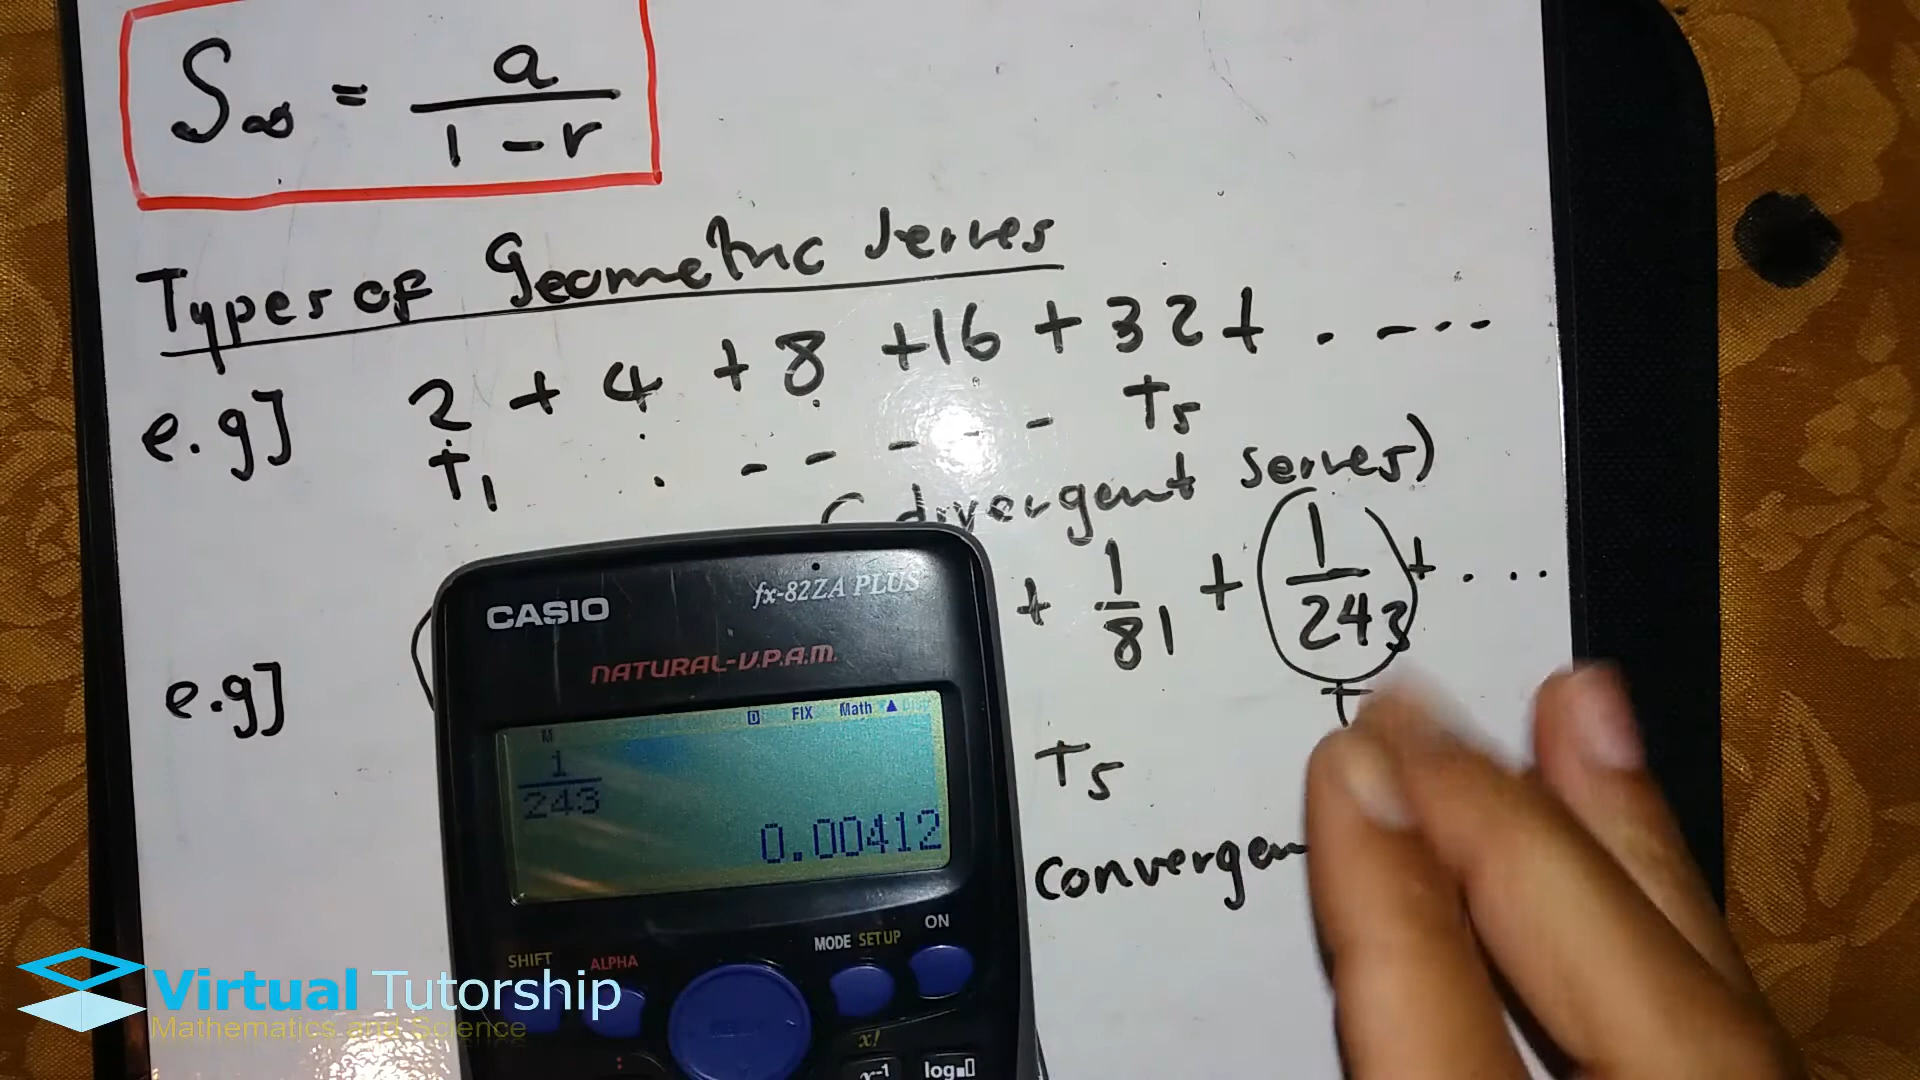 S∞ = a / 1 - r
Types of Geometric Series
e.g] 2 + 4 + 8 + 16 + 32 + . - . .
T1 . - - - - - T5
(divergent series)
e.g] + 1/81 + 1/243 + . . . .
T5
convergen
CASIO
fx-82ZA PLUS
NATURAL-V.P.A.M.
D FIX Math ▲
M
1/243
0.00412
SHIFT ALPHA MODE SETUP ON
x!
x-1 log
Virtual Tutorship
Mathematics and Science